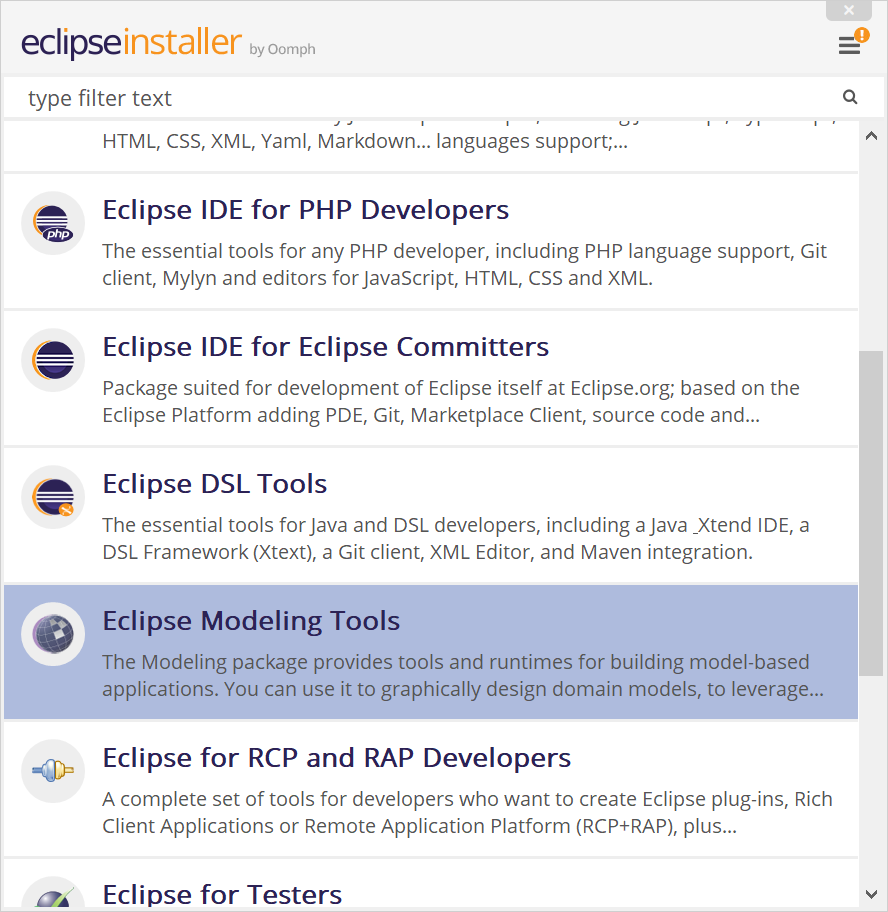 eclipseinstaller by Oomph
type filter text
HTML, CSS, XML, Yaml, Markdown... languages support;...
Eclipse IDE for PHP Developers
php
The essential tools for any PHP developer, including PHP language support, Git
client, Mylyn and editors for JavaScript, HTML, CSS and XML.
Eclipse IDE for Eclipse Committers
Package suited for development of Eclipse itself at Eclipse.org; based on the
Eclipse Platform adding PDE, Git, Marketplace Client, source code and...
Eclipse DSL Tools
The essential tools for Java and DSL developers, including a Java _Xtend IDE, a
DSL Framework (Xtext), a Git client, XML Editor, and Maven integration.
Eclipse Modeling Tools
The Modeling package provides tools and runtimes for building model-based
applications. You can use it to graphically design domain models, to leverage...
Eclipse for RCP and RAP Developers
A complete set of tools for developers who want to create Eclipse plug-ins, Rich
Client Applications or Remote Application Platform (RCP+RAP), plus...
Eclipse for Testers